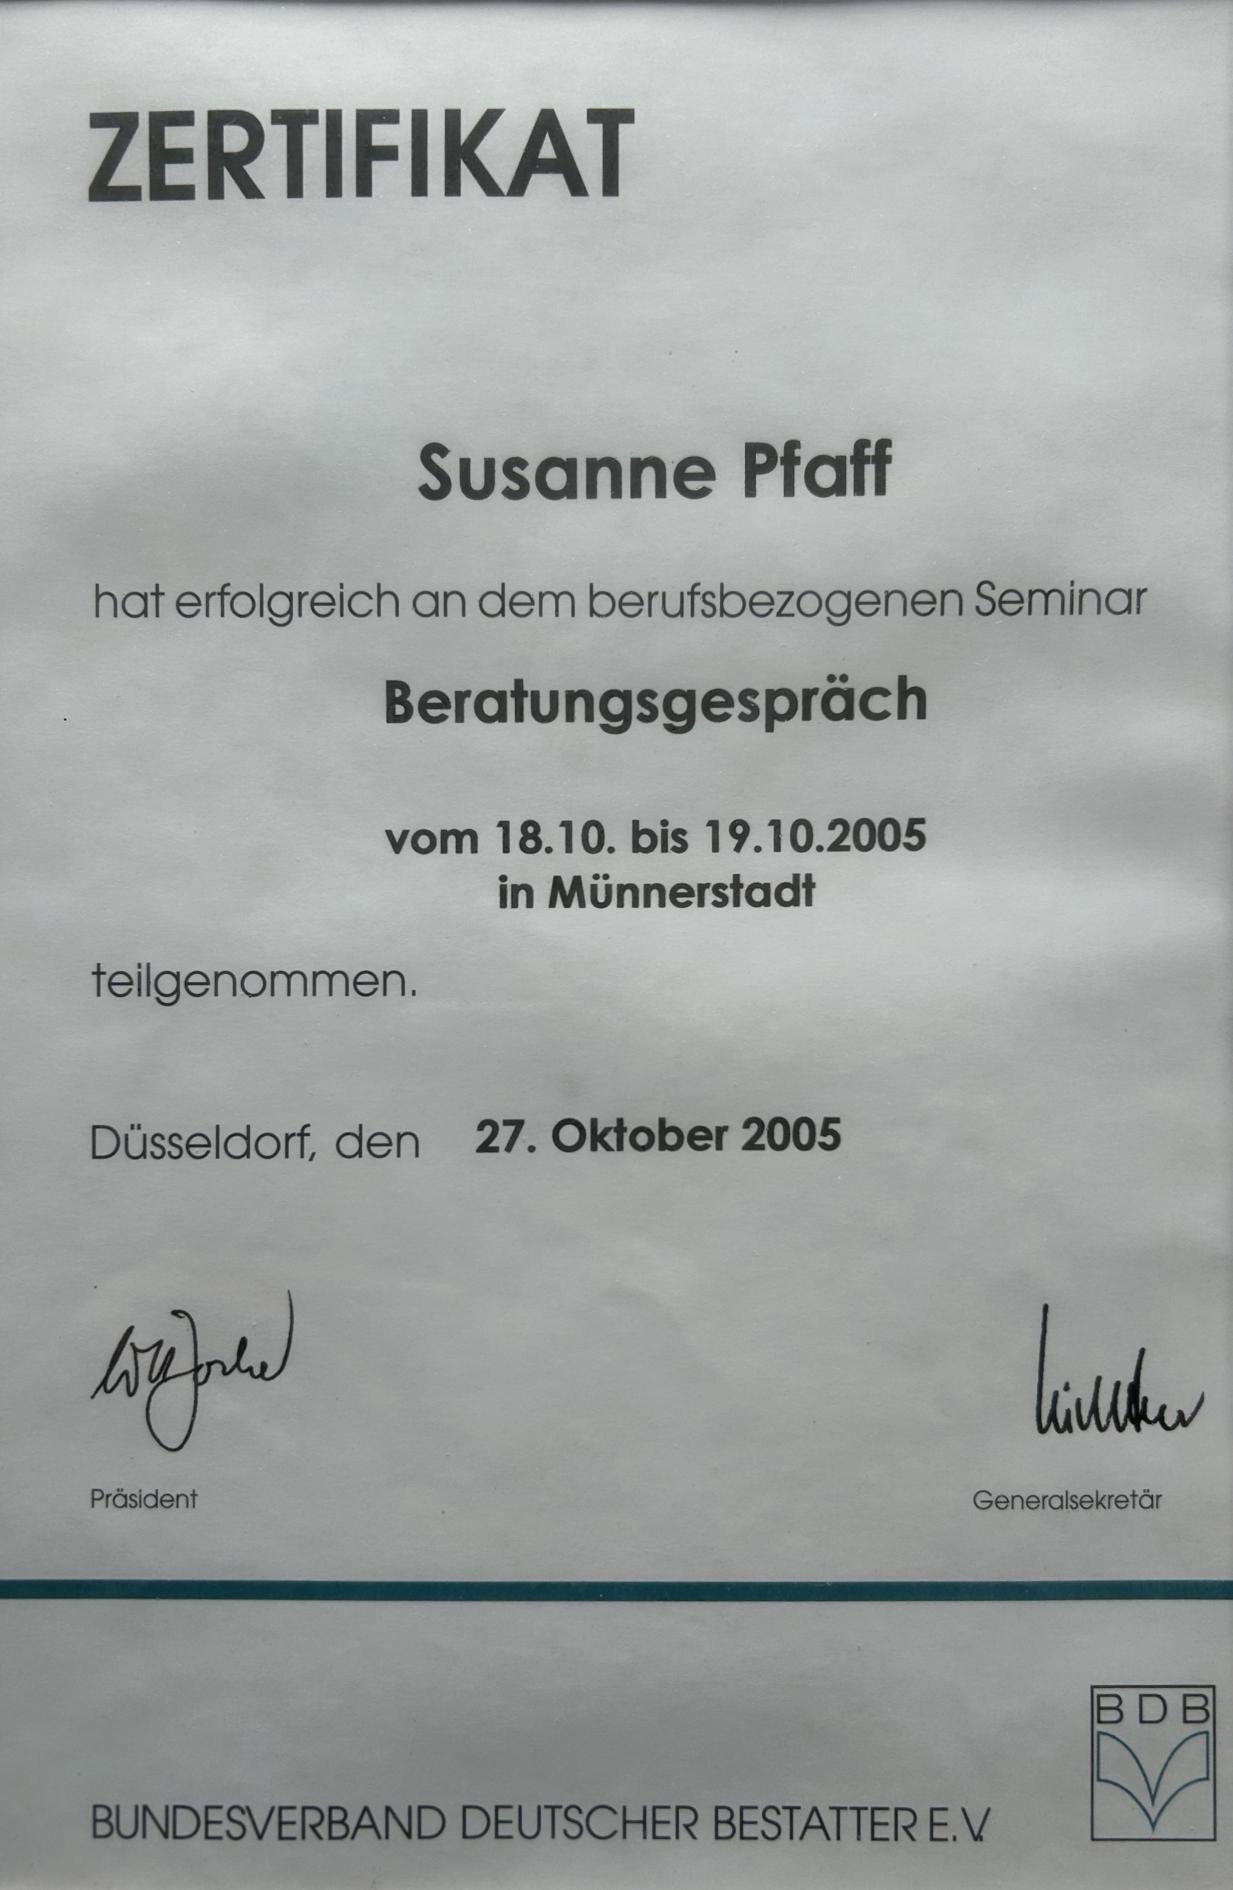 ZERTIFIKAT
Susanne Pfaff
hat erfolgreich an dem berufsbezogenen Seminar
Beratungsgespräch
vom 18.10. bis 19.10.2005
in Münnerstadt
teilgenommen.
Düsseldorf, den 27. Oktober 2005
Präsident
Generalsekretär
BDB
BUNDESVERBAND DEUTSCHER BESTATTER E.V.